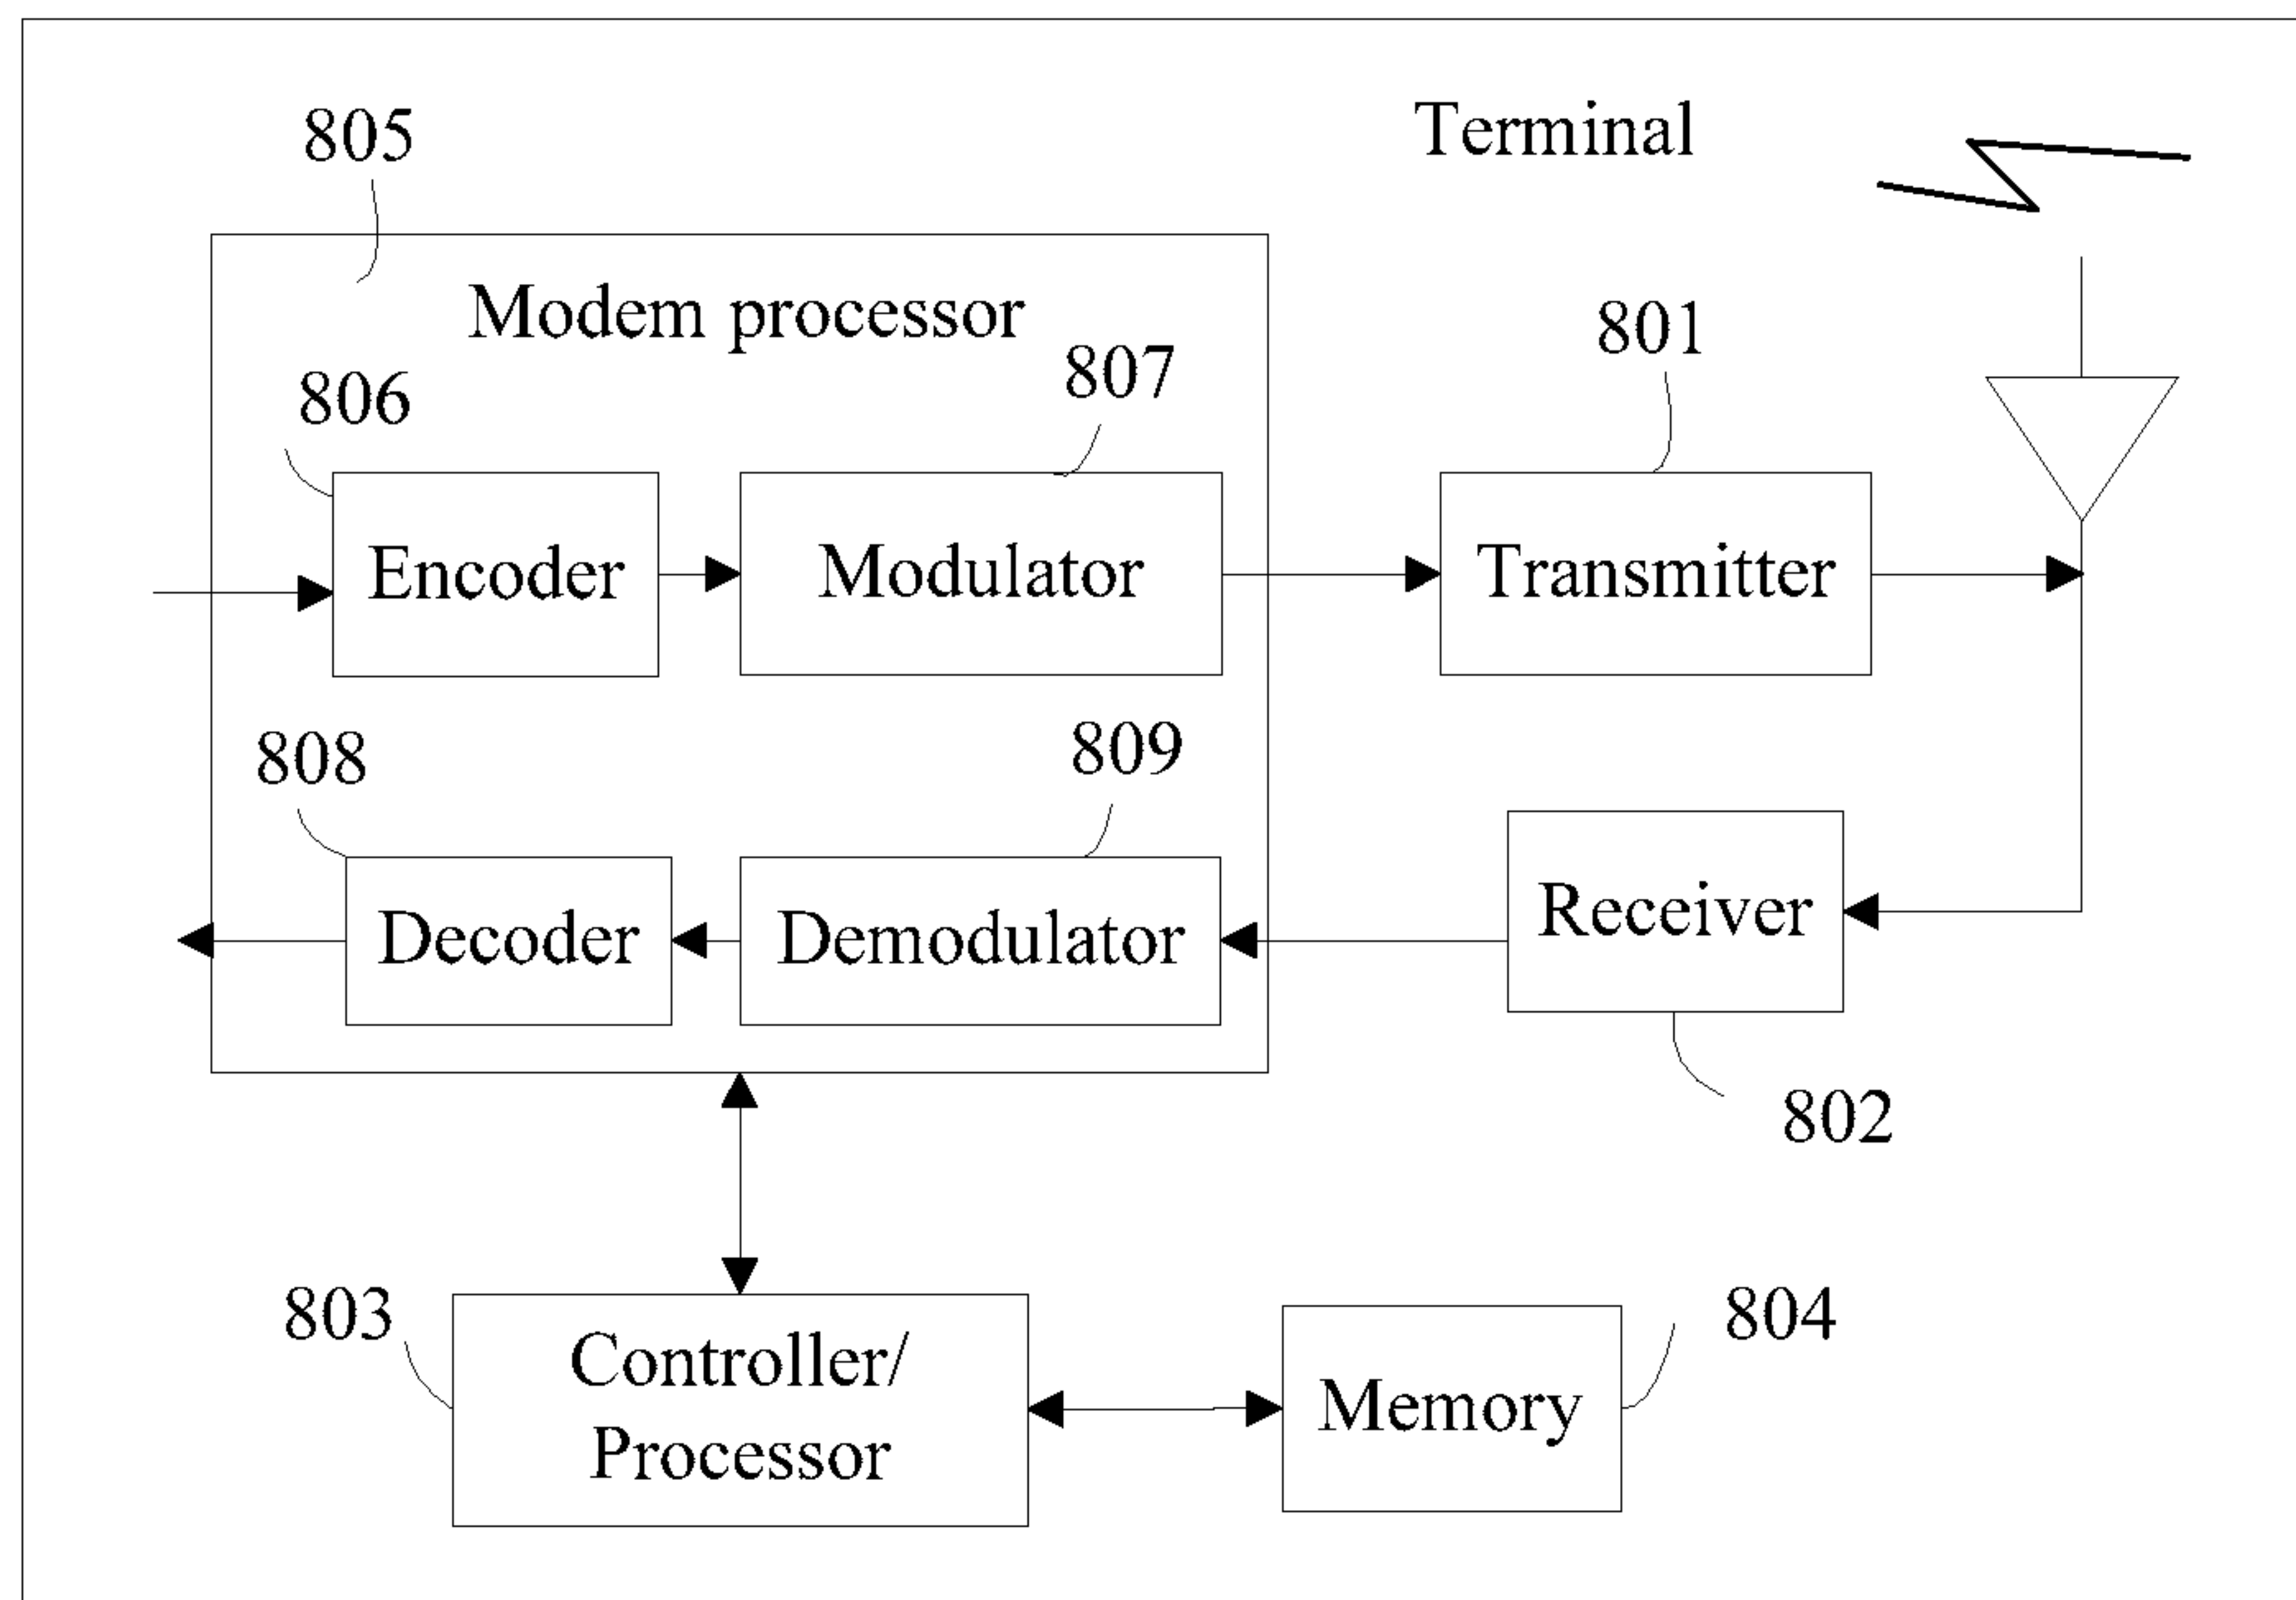 805
Terminal
Modem processor
801
807
806
Encoder
Modulator
Transmitter
808
809
Decoder
Demodulator
Receiver
802
803
804
Controller/
Processor
Memory